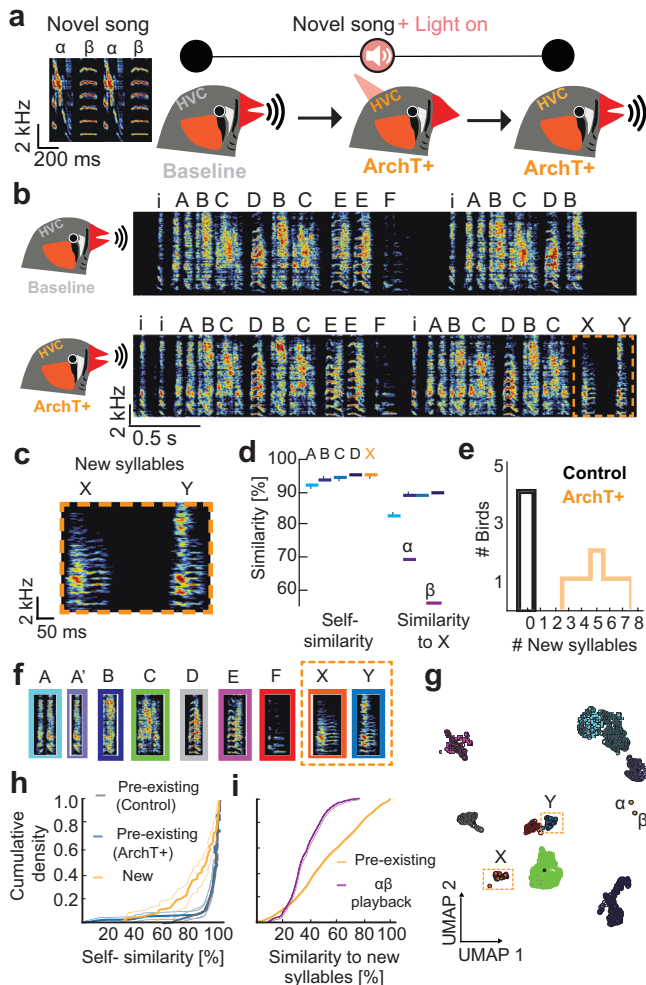 a
Novel song
α β α β
2 kHz
200 ms
Novel song + Light on
HVC
HVC
HVC
Baseline
ArchT+
ArchT+
b
i A B C D B C E E F i A B C D B
HVC
Baseline
i i A B C D B C E E F A B C D B C X Y
HVC
ArchT+
2 kHz
0.5 s
c
New syllables
X Y
2 kHz
50 ms
d
A B C D X
Similarity [%]
95
90
80
70
60
α
β
Self-
similarity
Similarity
to X
e
Control
ArchT+
# Birds
5
3
1
0 1 2 3 4 5 6 7 8
# New syllables
f
A A' B C D E F X Y
g
α
β
Y
X
UMAP 2
UMAP 1
h
Pre-existing
(Control)
Pre-existing
(ArchT+)
New
Cumulative
density
1.0
0.8
0.6
0.4
0.2
20 60 100
Self- similarity [%]
i
Pre-existing
αβ
playback
0 20 40 60 80 100
Similarity to new
syllables [%]